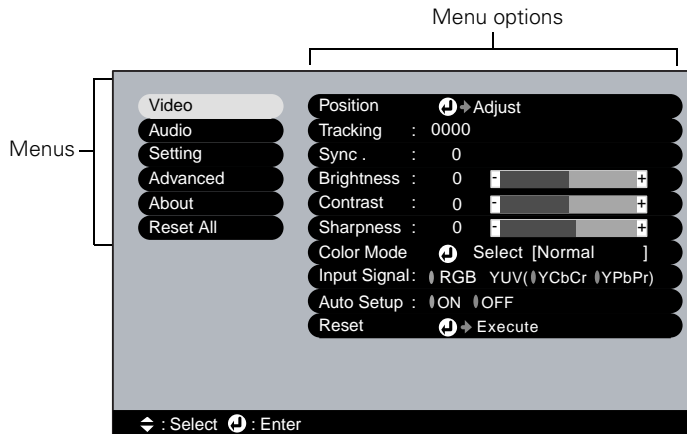 Menu options
Menus
Video
Audio
Setting
Advanced
About
Reset All
Position Adjust
Tracking : 0000
Sync . : 0
Brightness : 0 - +
Contrast : 0 - +
Sharpness : 0 - +
Color Mode Select [Normal ]
Input Signal : RGB YUV( YCbCr YPbPr)
Auto Setup : ON OFF
Reset Execute
: Select : Enter